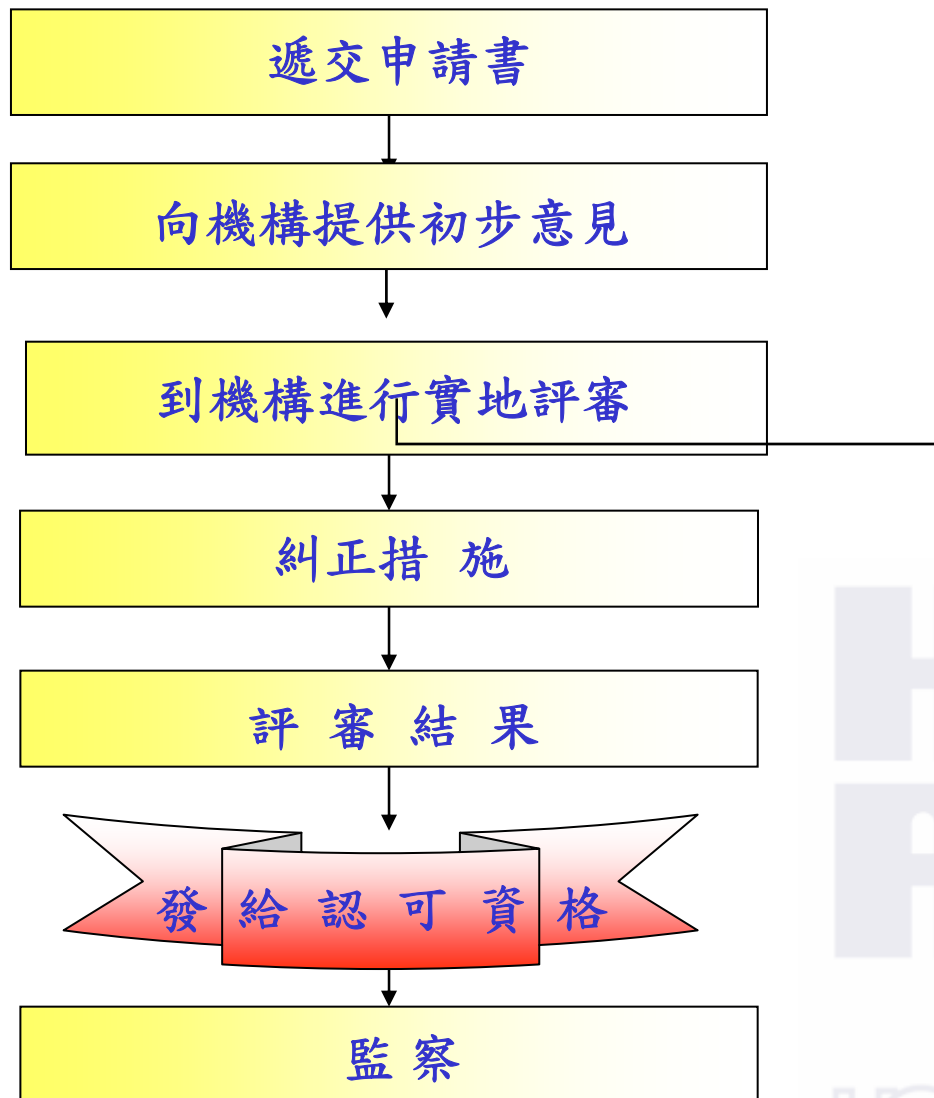 遞交申請書
向機構提供初步意見
到機構進行實地評審
糾正措 施
評 審 結 果
發 給 認 可 資 格
監 察